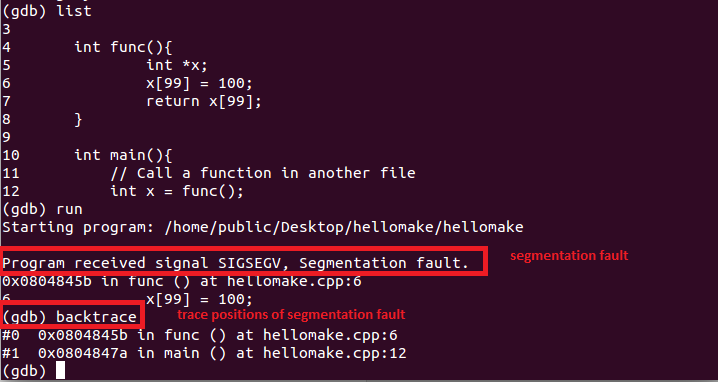 (gdb) list
3
4       int func(){
5               int *x;
6               x[99] = 100;
7               return x[99];
8       }
9
10      int main(){
11          // Call a function in another file
12          int x = func();
(gdb) run
Starting program: /home/public/Desktop/hellomake/hellomake
Program received signal SIGSEGV, Segmentation fault.
segmentation fault
0x0804845b in func () at hellomake.cpp:6
6               x[99] = 100;
(gdb) backtrace
trace positions of segmentation fault
#0  0x0804845b in func () at hellomake.cpp:6
#1  0x0804847a in main () at hellomake.cpp:12
(gdb)